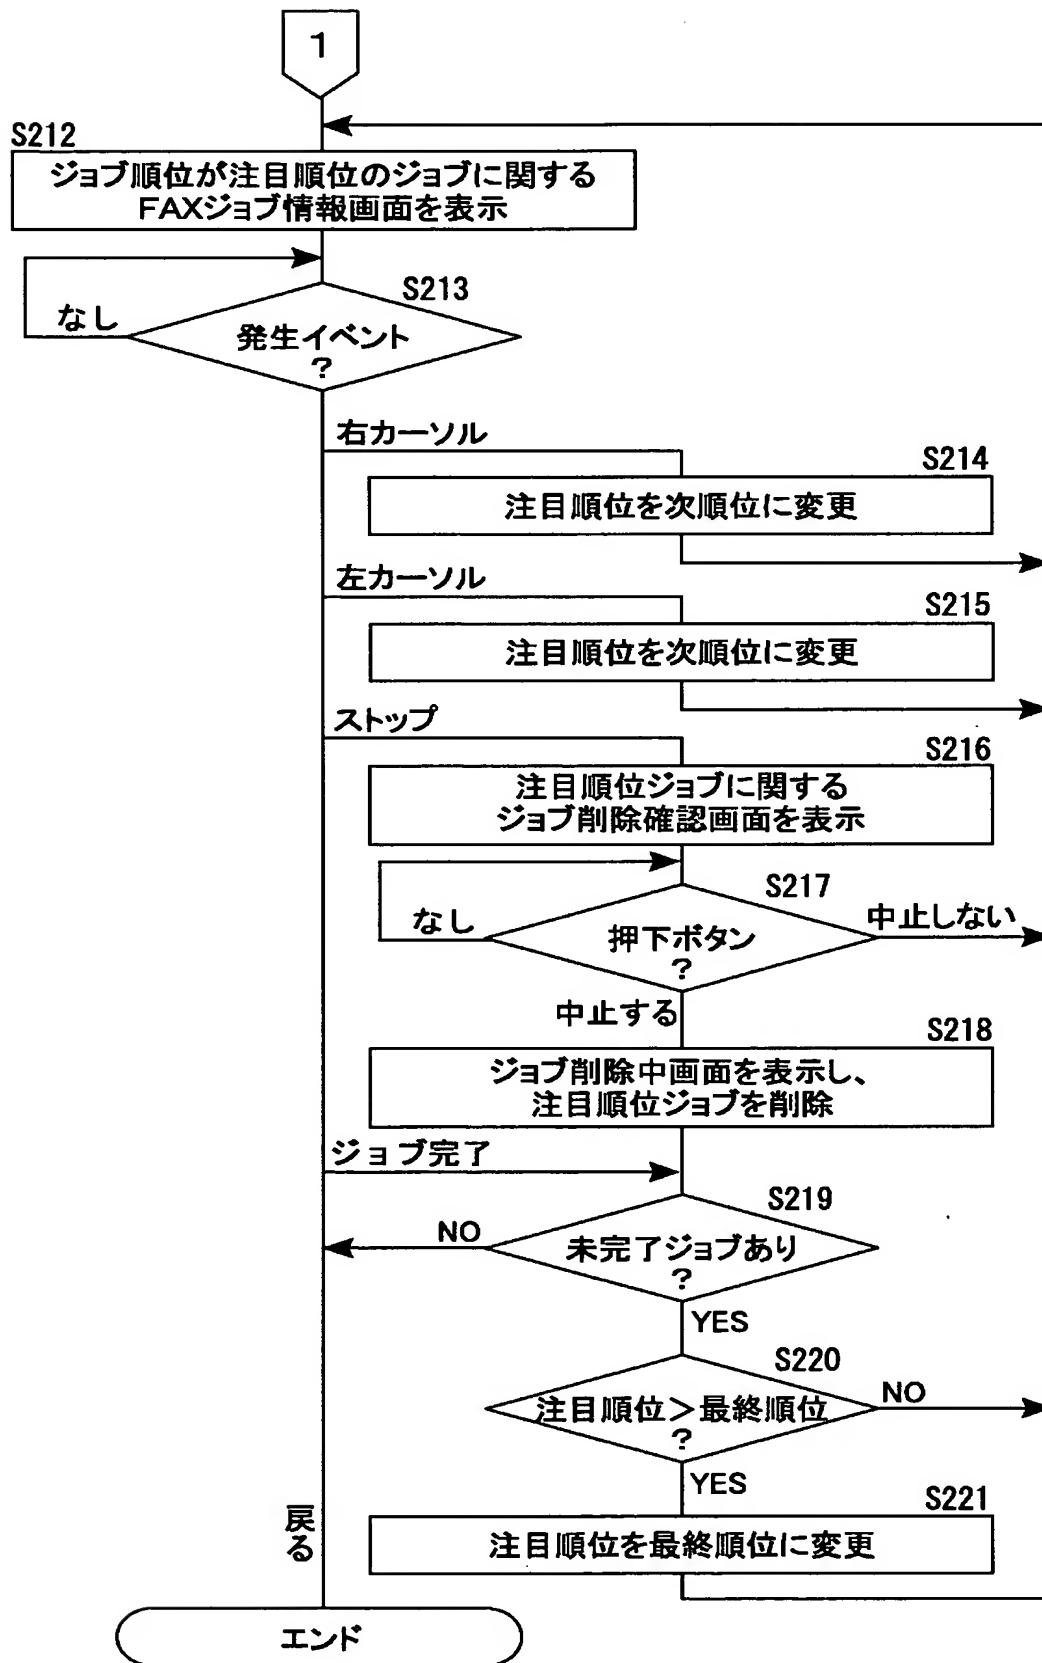 1
S212
ジョブ順位が注目順位のジョブに関する
FAXジョブ情報画面を表示
S213
なし
発生イベント
?
右カーソル
S214
注目順位を次順位に変更
左カーソル
S215
注目順位を次順位に変更
ストップ
S216
注目順位ジョブに関する
ジョブ削除確認画面を表示
S217
なし
押下ボタン
?
中止しない
中止する
S218
ジョブ削除中画面を表示し、
注目順位ジョブを削除
ジョブ完了
S219
NO
未完了ジョブあり
?
YES
S220
注目順位>最終順位
?
NO
YES
S221
注目順位を最終順位に変更
戻る
エンド